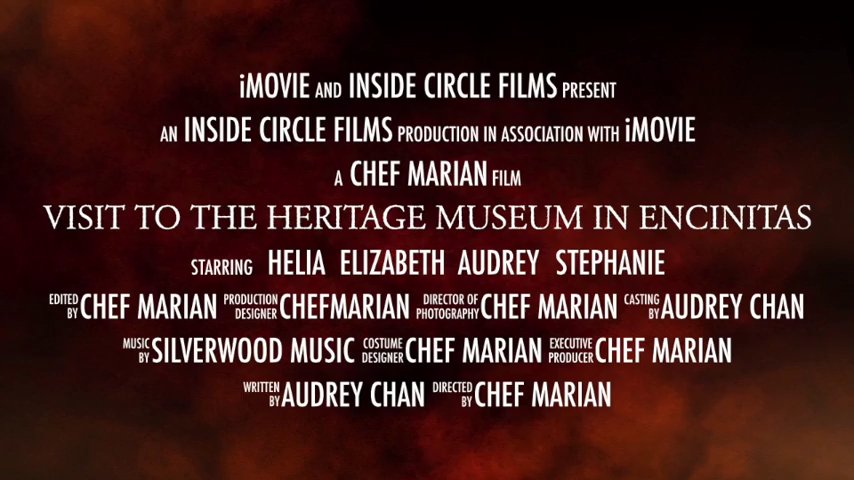 iMOVIE AND INSIDE CIRCLE FILMS PRESENT
AN INSIDE CIRCLE FILMS PRODUCTION IN ASSOCIATION WITH iMOVIE
A CHEF MARIAN FILM
VISIT TO THE HERITAGE MUSEUM IN ENCINITAS
STARRING HELIA ELIZABETH AUDREY STEPHANIE
EDITED BY CHEF MARIAN PRODUCTION DESIGNER CHEFMARIAN DIRECTOR OF PHOTOGRAPHY CHEF MARIAN CASTING BY AUDREY CHAN
MUSIC BY SILVERWOOD MUSIC COSTUME DESIGNER CHEF MARIAN EXECUTIVE PRODUCER CHEF MARIAN
WRITTEN BY AUDREY CHAN DIRECTED BY CHEF MARIAN